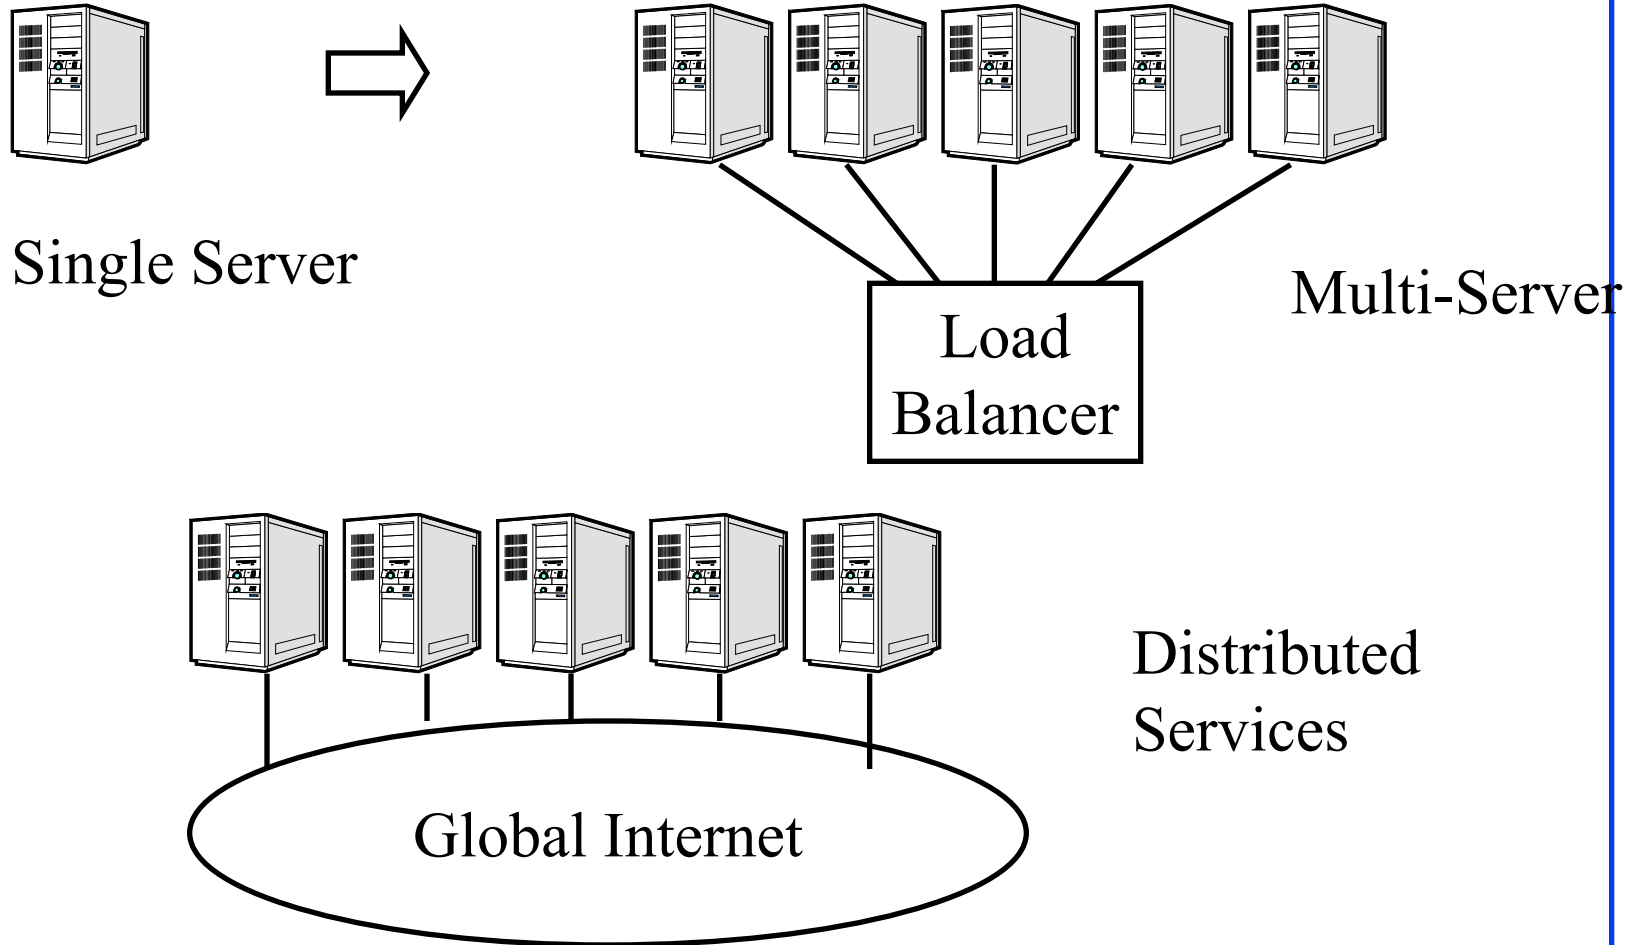 Single Server
Multi-Server
Load
Balancer
Distributed
Services
Global Internet